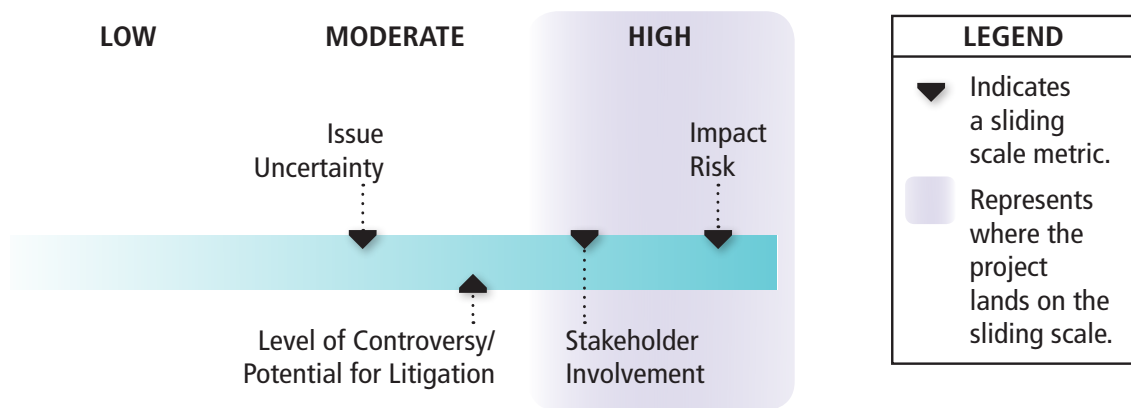 LOW
MODERATE
HIGH
Issue
Uncertainty
Impact
Risk
Level of Controversy/
Potential for Litigation
Stakeholder
Involvement
LEGEND
Indicates
a sliding
scale metric.
Represents
where the
project
lands on the
sliding scale.